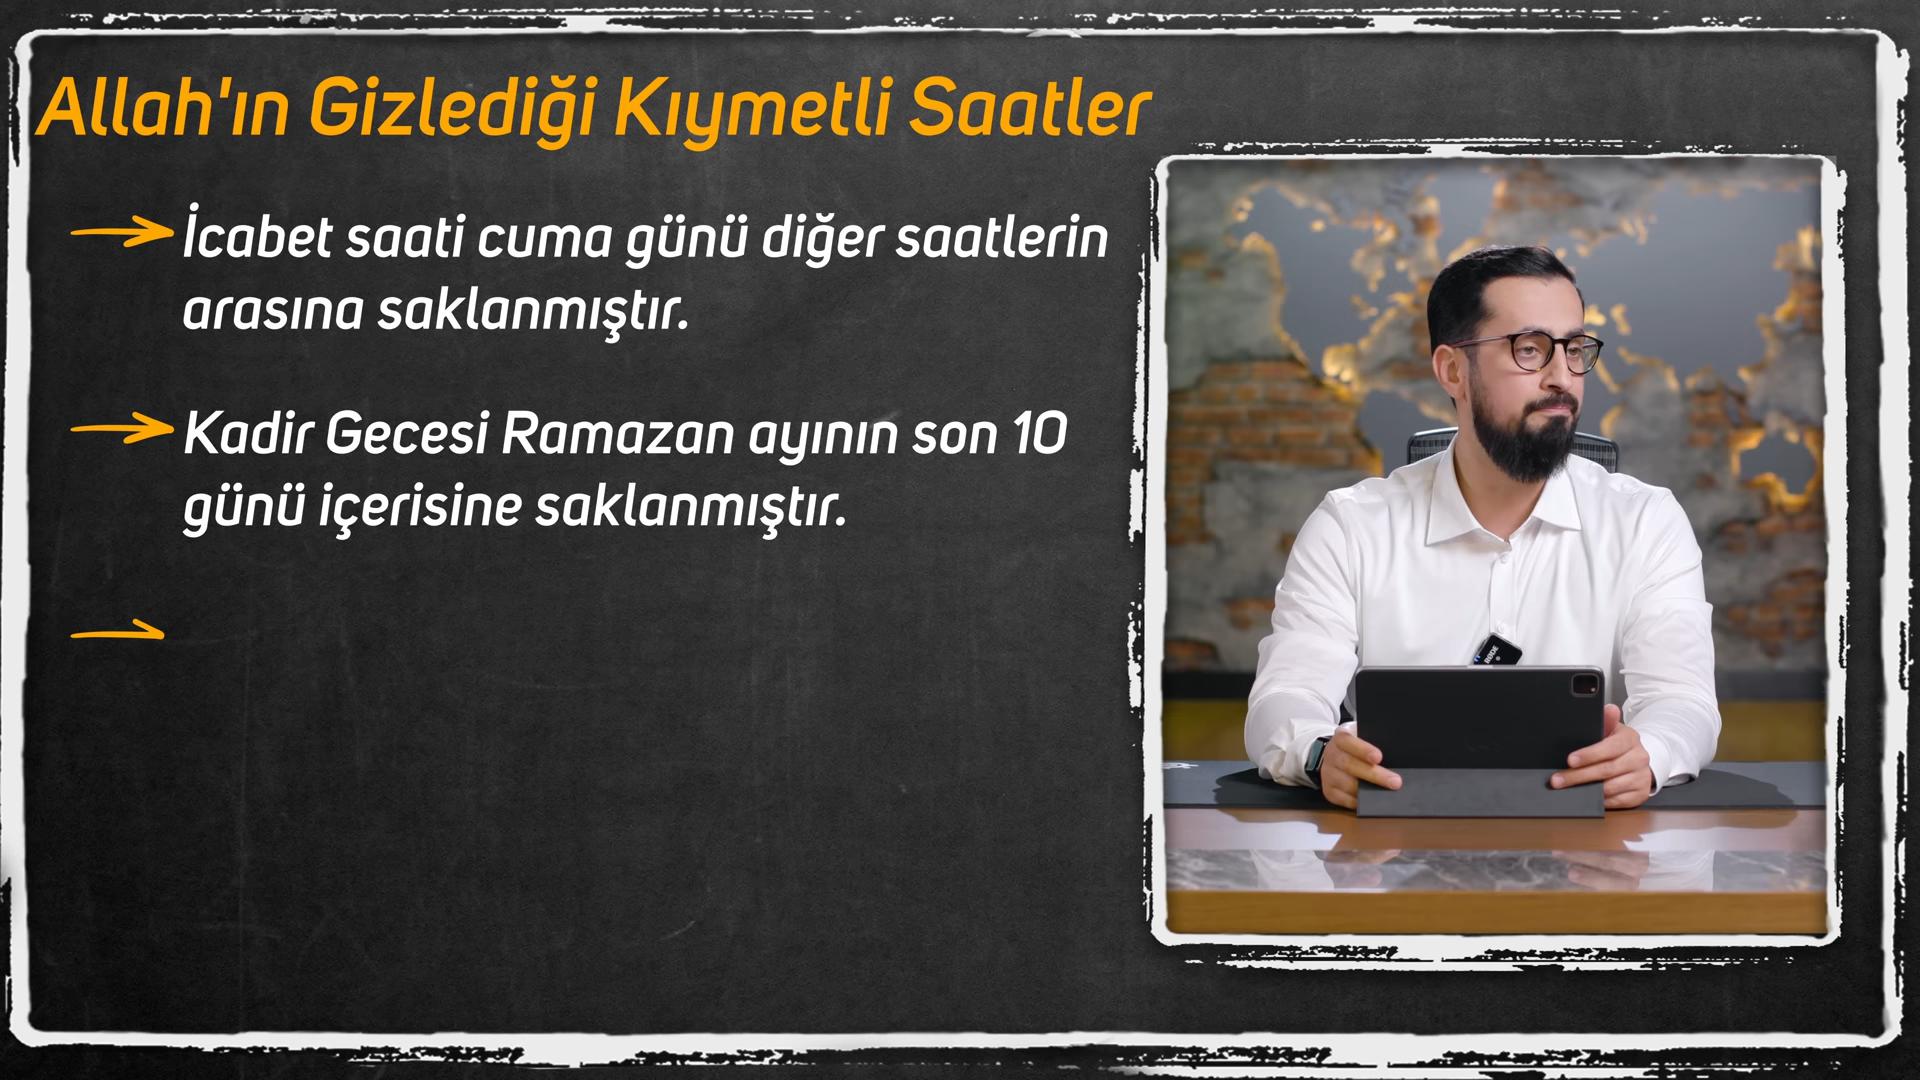 Allah'ın Gizlediği Kıymetli Saatler
İcabet saati cuma günü diğer saatlerin
arasına saklanmıştır.
Kadir Gecesi Ramazan ayının son 10
günü içerisine saklanmıştır.
RØDE